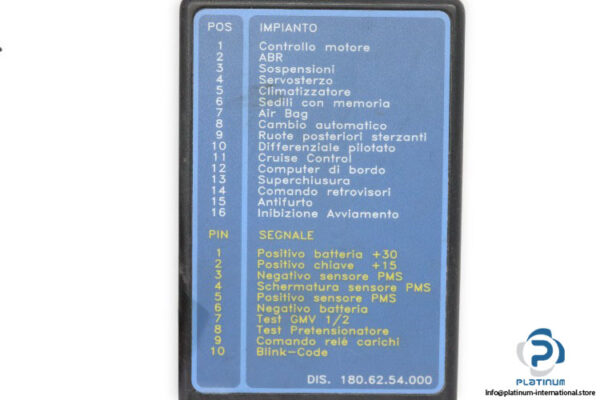 POS IMPIANTO
1 Controllo motore
2 ABR
3 Sospensioni
4 Servosterzo
5 Climatizzatore
6 Sedili con memoria
7 Air Bag
8 Cambio automatico
9 Ruote posteriori sterzanti
10 Differenziale pilotato
11 Cruise Control
12 Computer di bordo
13 Superchiusura
14 Comando retrovisori
15 Antifurto
16 Inibizione Avviamento
PIN SEGNALE
1 Positivo batteria +30
2 Positivo chiave +15
3 Negativo sensore PMS
4 Schermatura sensore PMS
5 Positivo sensore PMS
6 Negativo batteria
7 Test GMV 1/2
8 Test Pretensionatore
9 Comando relé carichi
10 Blink-Code
DIS. 180.62.54.000
PLATINUM
info@platinum-international.store